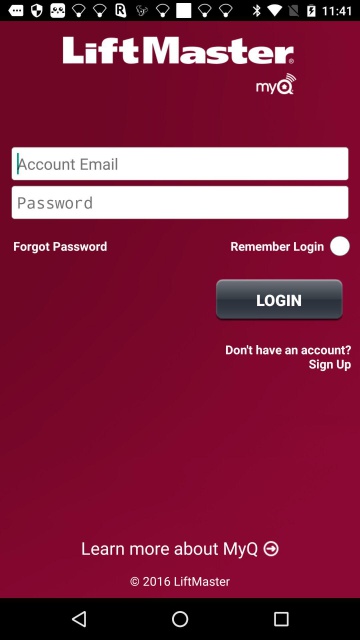 11:41
LiftMaster®
myQ
Account Email
Password
Forgot Password
Remember Login
LOGIN
Don't have an account?
Sign Up
Learn more about MyQ
© 2016 LiftMaster